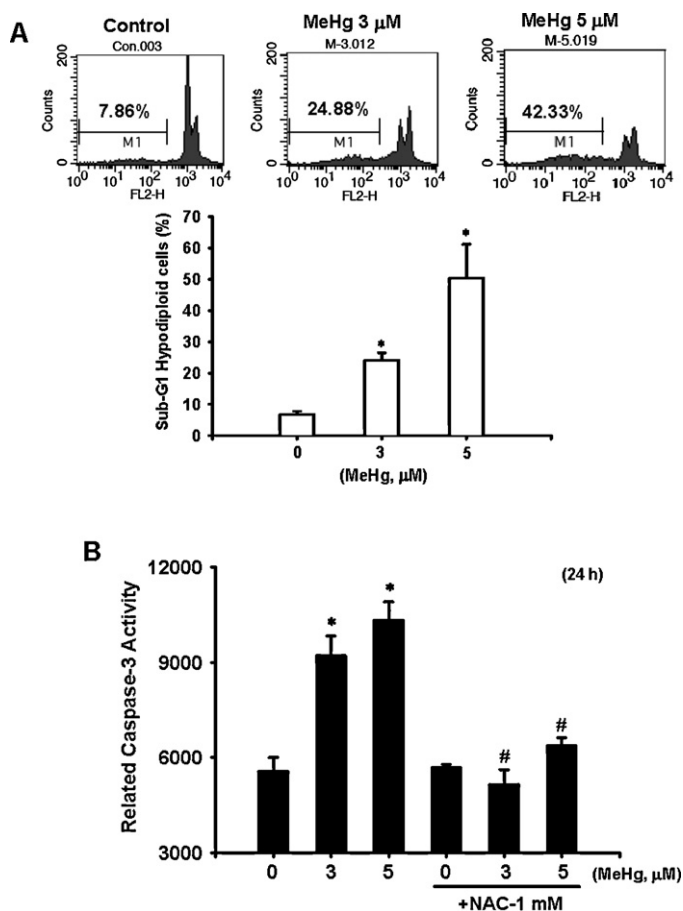 A
Control
Con.003
200
Counts
0
7.86%
M1
10^0 10^1 10^2 10^3 10^4
FL2-H
MeHg 3 μM
M-3.012
200
Counts
0
24.88%
M1
10^0 10^1 10^2 10^3 10^4
FL2-H
MeHg 5 μM
M-5.019
200
Counts
0
42.33%
M1
10^0 10^1 10^2 10^3 10^4
FL2-H
Sub-G1 Hypodiploid cells (%)
70
60
50
40
30
20
10
0
*
*
0 3 5
(MeHg, μM)
B
(24 h)
Related Caspase-3 Activity
12000
9000
6000
3000
*
*
#
#
0 3 5 0 3 5 (MeHg, μM)
+NAC-1 mM